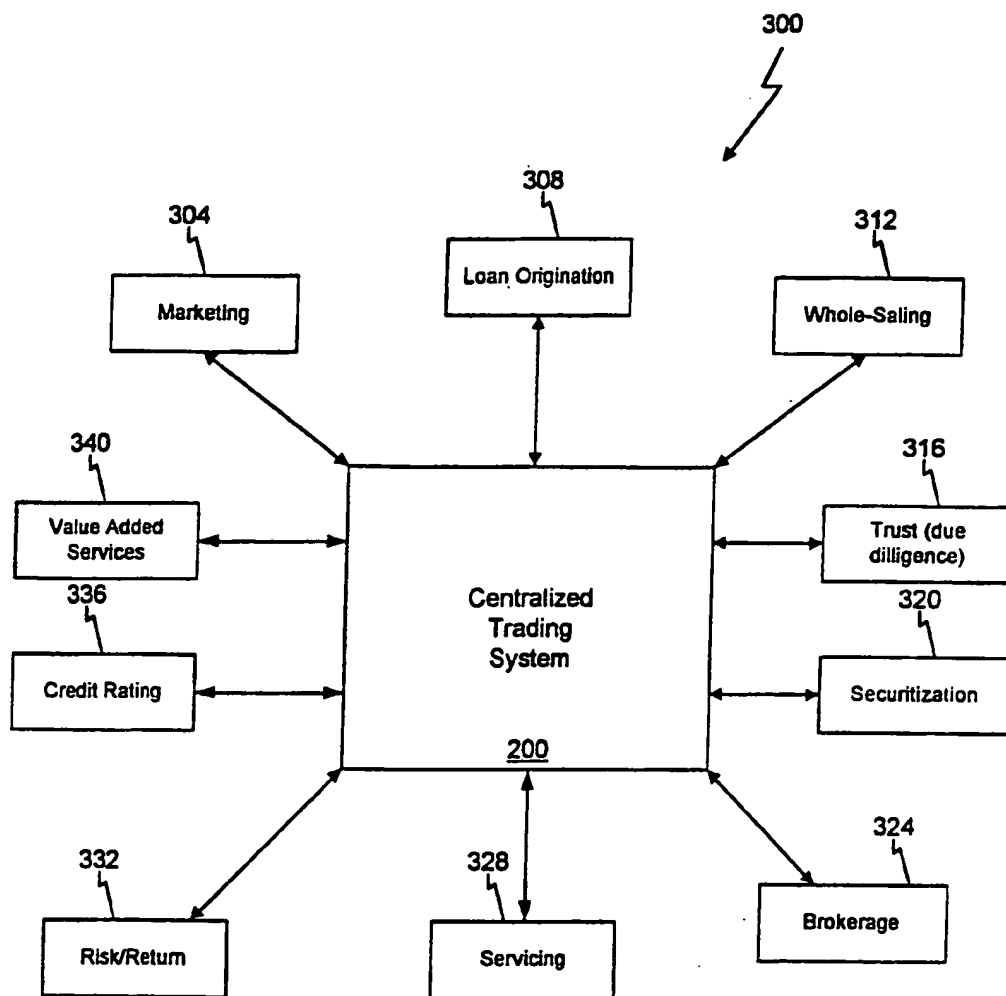 300
308
304
312
Loan Origination
Marketing
Whole-Saling
340
316
Value Added
Services
Trust (due
dilligence)
336
320
Centralized
Trading
System
Credit Rating
Securitization
200
332
328
324
Risk/Return
Servicing
Brokerage